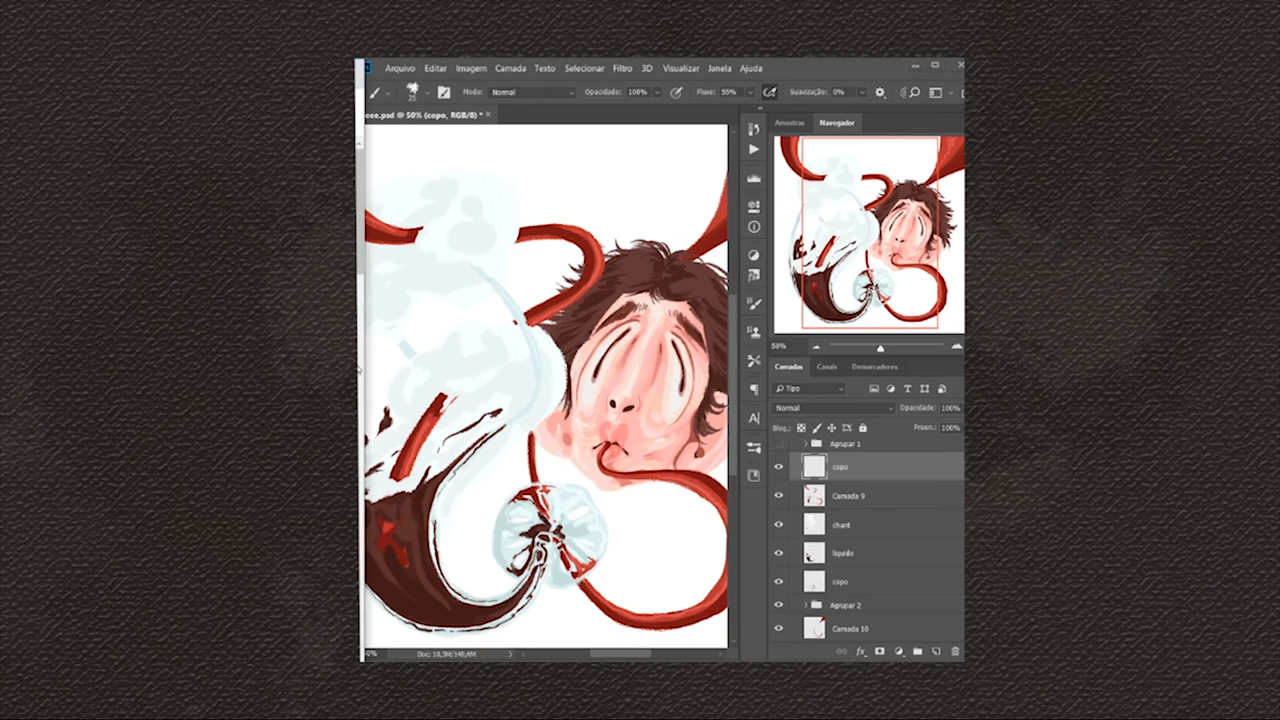 Arquivo Editar Imagem Camada Texto Selecionar Filtro 3D Visualizar Janela Ajuda
25 Modo: Normal Opacidade: 100% Fluxo: 55% Suavização: 0%
eee.psd @ 50% (copo, RGB/8) *
Amostras Navegador
50%
Camadas Canais Demarcadores
Tipo
Normal Opacidade: 100%
Bloq.: Preen.: 100%
Agrupar 1
copo
Camada 9
chant
liquido
copo
Agrupar 2
Camada 10
Doc: 18,5M/148,4M